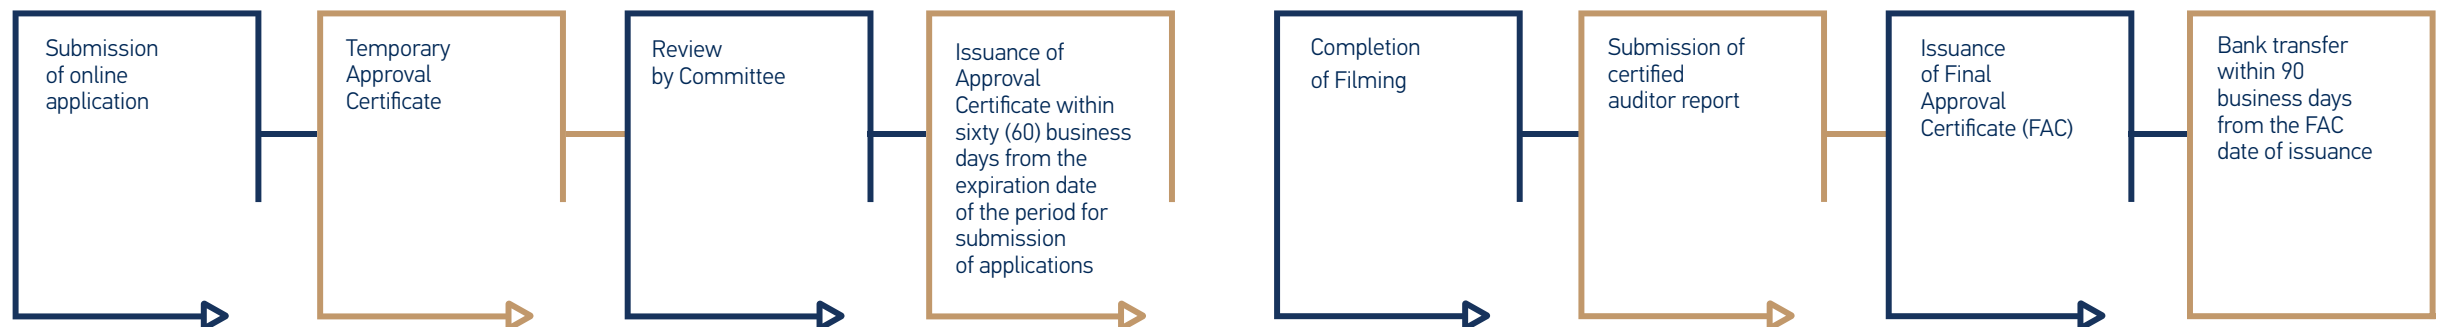 Submission
of online
application
Temporary
Approval
Certificate
Review
by Committee
Issuance of
Approval
Certificate within
sixty (60) business
days from the
expiration date
of the period for
submission
of applications
Completion
of Filming
Submission of
certified
auditor report
Issuance
of Final
Approval
Certificate (FAC)
Bank transfer
within 90
business days
from the FAC
date of issuance